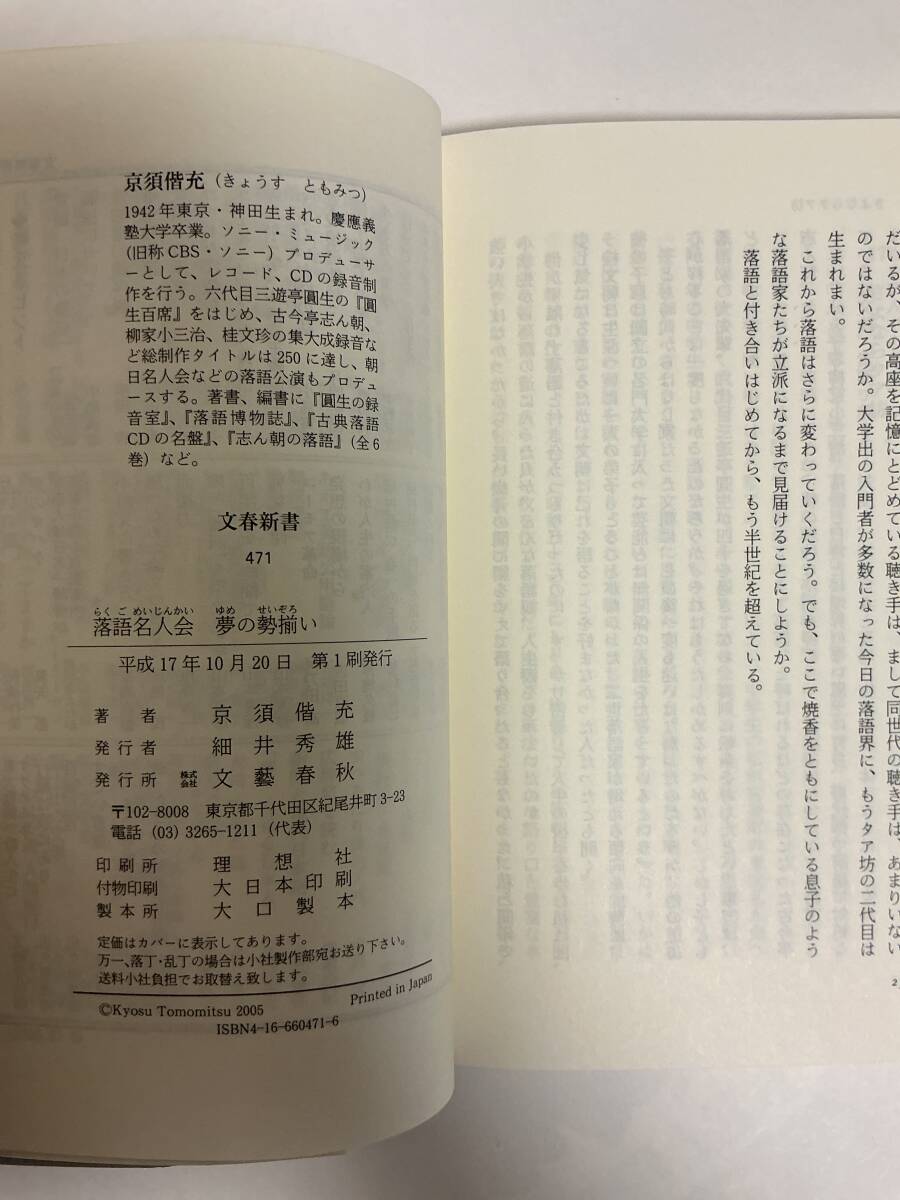 京須偕充（きょうす　ともみつ）
1942年東京・神田生まれ。慶應義
塾大学卒業。ソニー・ミュージック
(旧称CBS・ソニー）プロデューサ
ーとして、レコード、CDの録音制
作を行う。六代目三遊亭圓生の『圓
生百席』をはじめ、古今亭志ん朝、
柳家小三治、桂文珍の集大成録音な
ど総制作タイトルは250に達し、朝
日名人会などの落語公演もプロデュ
ースする。著書、編書に『圓生の録
音室』、『落語博物誌』、『古典落語
CDの名盤』、『志ん朝の落語』（全6
巻）など。
文春新書
471
らくごめいじんかい　ゆめ　せいぞろ
落語名人会　夢の勢揃い
平成17年10月20日　第1刷発行
著者　京須偕充
発行者　細井秀雄
発行所　株式会社　文藝春秋
〒102-8008　東京都千代田区紀尾井町3-23
電話（03）3265-1211（代表）
印刷所　理想社
付物印刷　大日本印刷
製本所　大口製本
定価はカバーに表示してあります。
万一、落丁・乱丁の場合は小社製作部宛お送り下さい。
送料小社負担でお取替え致します。
©Kyosu Tomomitsu 2005
Printed in Japan
ISBN4-16-660471-6
だいるが、その高座を記憶にとどめている聴き手は、まして同世代の聴き手は、あまりいない
のではないだろうか。大学出の入門者が多数になった今日の落語界に、もうタア坊の二代目は
生まれまい。
これから落語はさらに変わっていくだろう。でも、ここで焼香をともにしている息子のよう
な落語家たちが立派になるまで見届けることにしようか。
落語と付き合いはじめてから、もう半世紀を超えている。